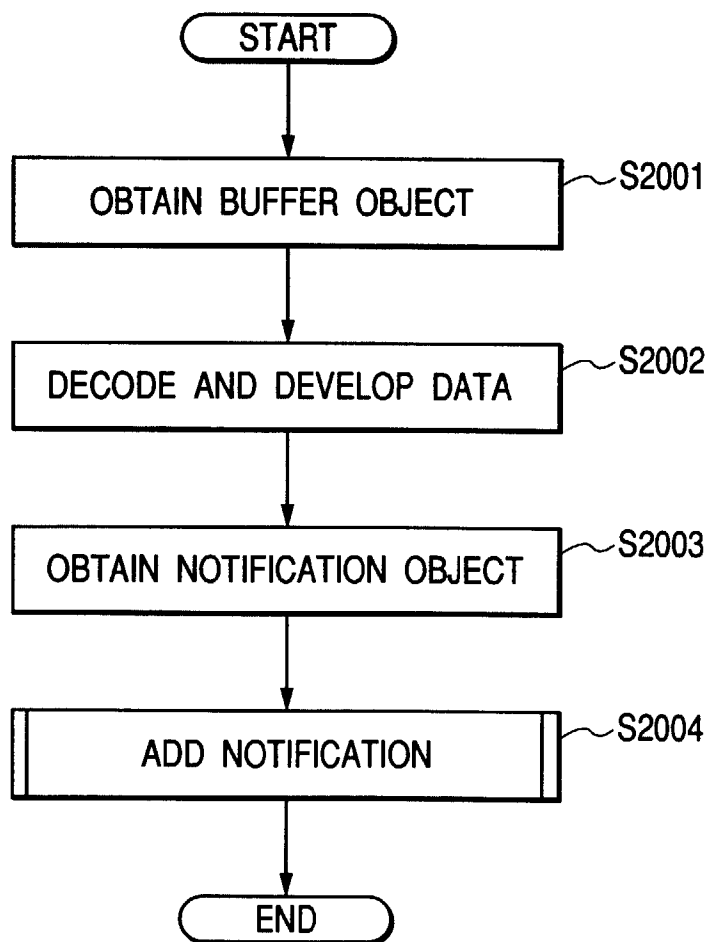 START
OBTAIN BUFFER OBJECT
S2001
DECODE AND DEVELOP DATA
S2002
OBTAIN NOTIFICATION OBJECT
S2003
ADD NOTIFICATION
S2004
END